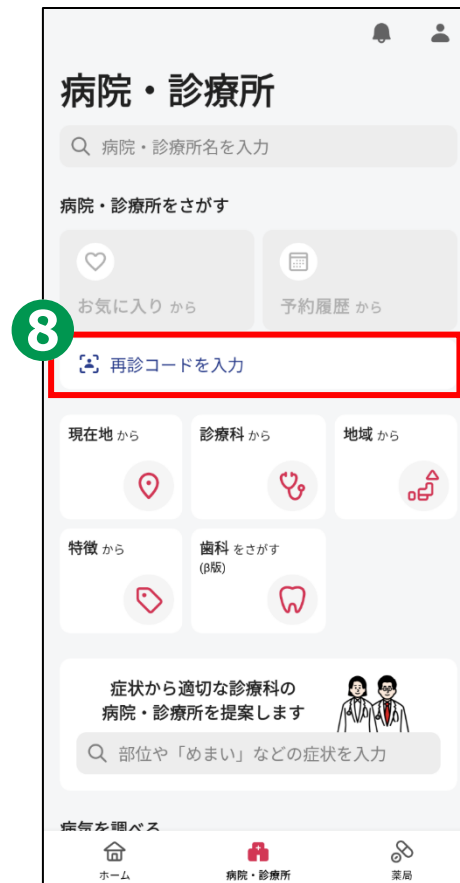 病院・診療所
病院・診療所名を入力
病院・診療所をさがす
お気に入り から
予約履歴 から
8
再診コードを入力
現在地 から
診療科 から
地域 から
特徴 から
歯科 をさがす
(β版)
症状から適切な診療科の
病院・診療所を提案します
部位や「めまい」などの症状を入力
病気を調べる
ホーム
病院・診療所
薬局